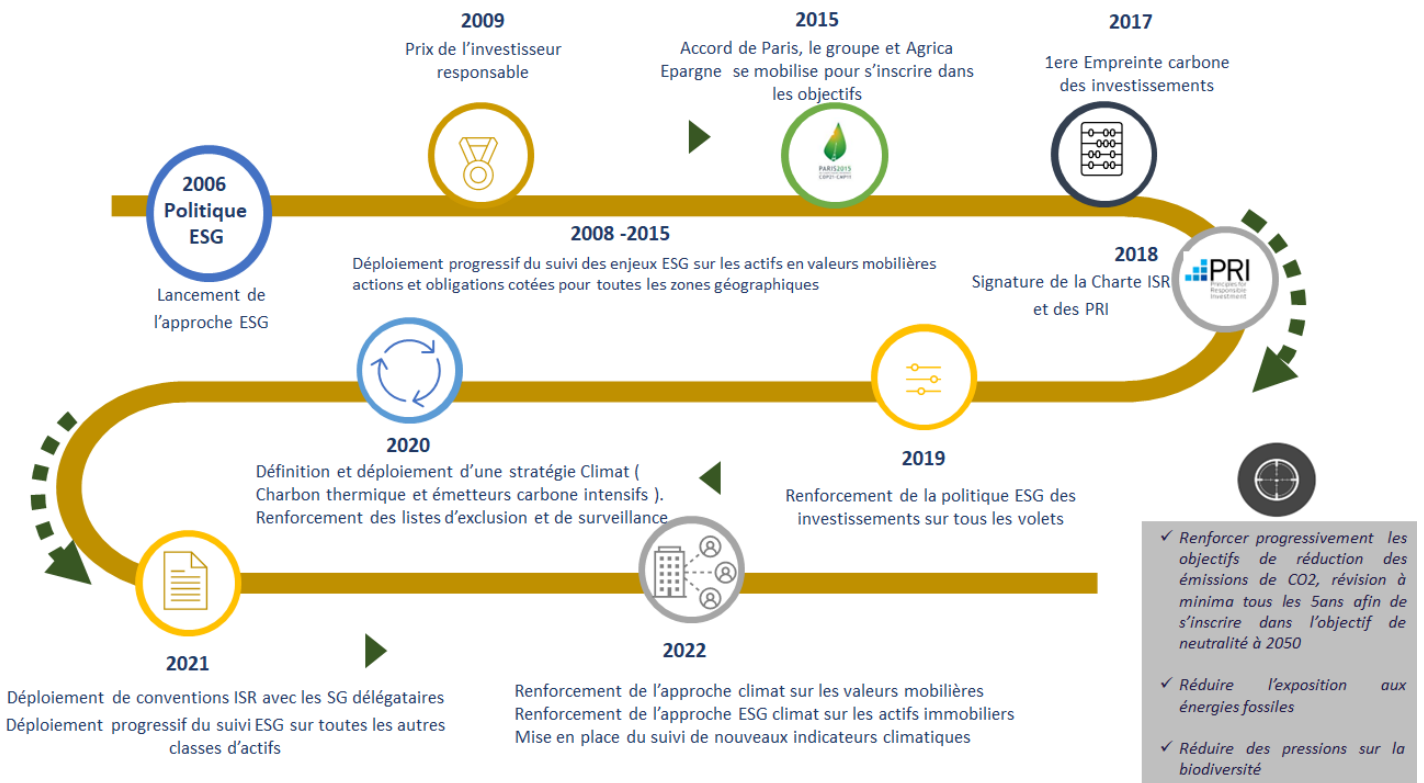 2006
Politique
ESG
Lancement de
l’approche ESG
2009
Prix de l’investisseur
responsable
2008 -2015
Déploiement progressif du suivi des enjeux ESG sur les actifs en valeurs mobilières
actions et obligations cotées pour toutes les zones géographiques
2015
Accord de Paris, le groupe et Agrica
Epargne se mobilise pour s’inscrire dans
les objectifs
PARIS2015
COP21·CMP11
2017
1ere Empreinte carbone
des investissements
2018
Signature de la Charte ISR
et des PRI
PRI
Principles for
Responsible
Investment
2019
Renforcement de la politique ESG des
investissements sur tous les volets
2020
Définition et déploiement d’une stratégie Climat (
Charbon thermique et émetteurs carbone intensifs ).
Renforcement des listes d’exclusion et de surveillance
2021
Déploiement de conventions ISR avec les SG délégataires
Déploiement progressif du suivi ESG sur toutes les autres
classes d’actifs
2022
Renforcement de l’approche climat sur les valeurs mobilières
Renforcement de l’approche ESG climat sur les actifs immobiliers
Mise en place du suivi de nouveaux indicateurs climatiques
✓ Renforcer progressivement les
objectifs de réduction des
émissions de CO2, révision à
minima tous les 5ans afin de
s’inscrire dans l’objectif de
neutralité à 2050
✓ Réduire l’exposition aux
énergies fossiles
✓ Réduire des pressions sur la
biodiversité